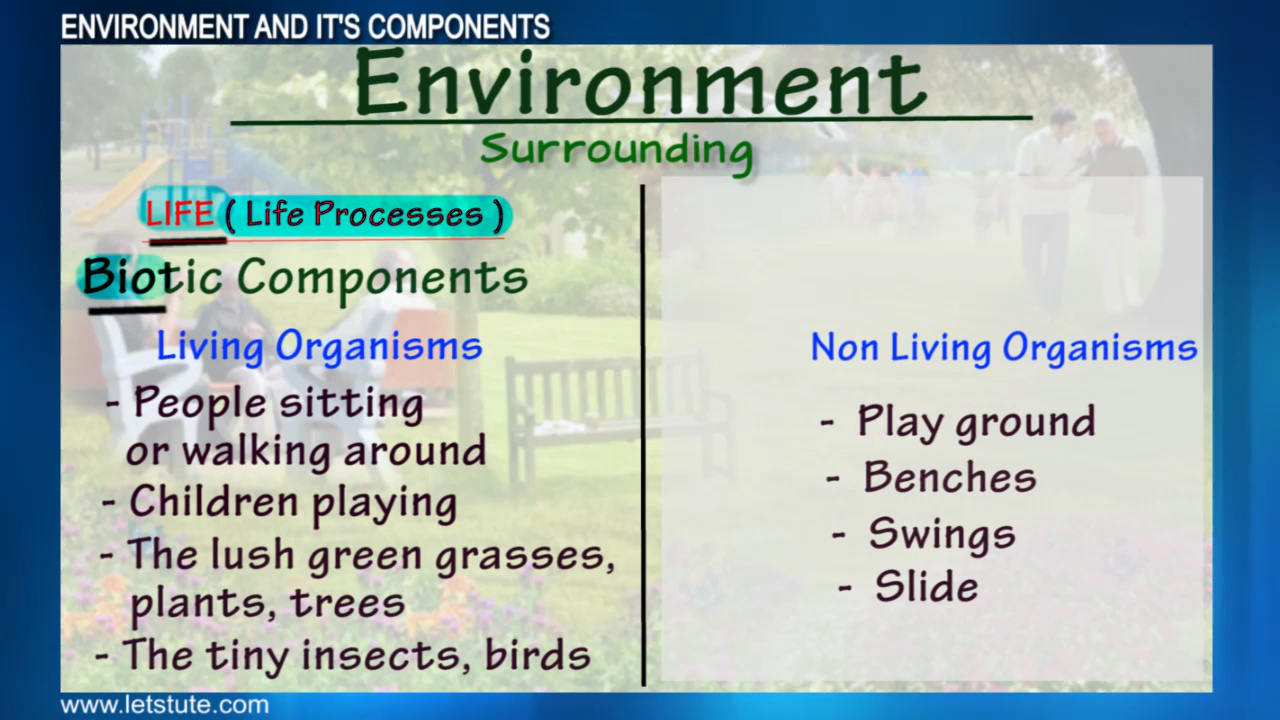 ENVIRONMENT AND IT'S COMPONENTS
Environment
Surrounding
LIFE ( Life Processes )
Biotic Components
Living Organisms
- People sitting
or walking around
- Children playing
- The lush green grasses,
plants, trees
- The tiny insects, birds
Non Living Organisms
- Play ground
- Benches
- Swings
- Slide
www.letstute.com